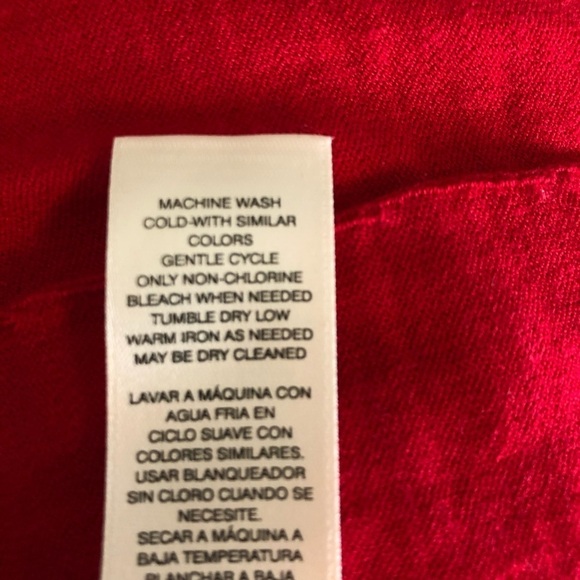 MACHINE WASH
COLD-WITH SIMILAR
COLORS
GENTLE CYCLE
ONLY NON-CHLORINE
BLEACH WHEN NEEDED
TUMBLE DRY LOW
WARM IRON AS NEEDED
MAY BE DRY CLEANED
LAVAR A MÁQUINA CON
AGUA FRIA EN
CICLO SUAVE CON
COLORES SIMILARES.
USAR BLANQUEADOR
SIN CLORO CUANDO SE
NECESITE.
SECAR A MÁQUINA A
BAJA TEMPERATURA
PLANCHAR A BAJA